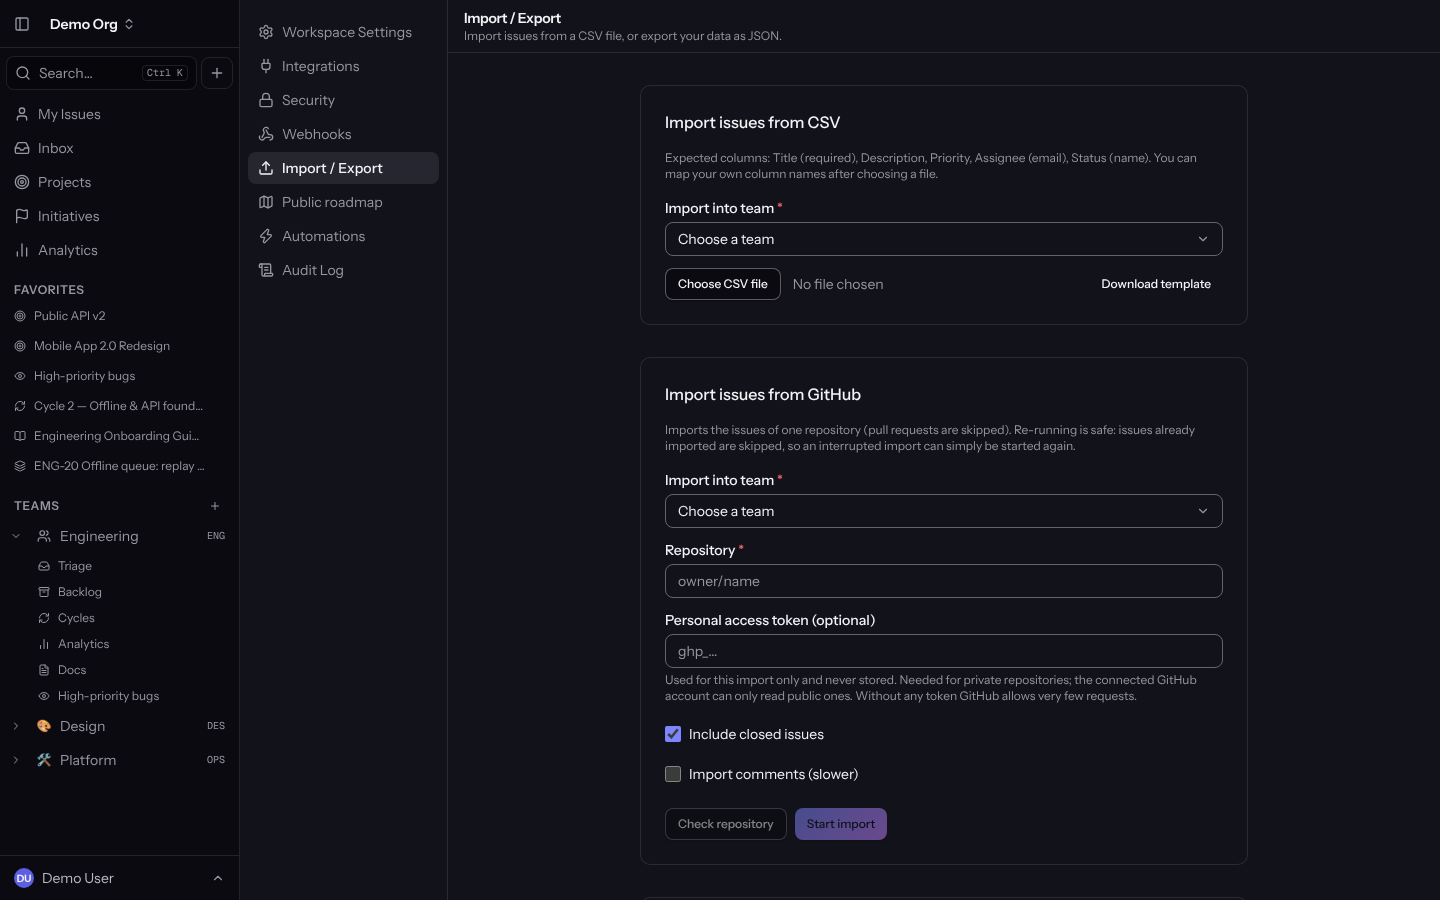 Demo Org
Search...
Ctrl K
My Issues
Inbox
Projects
Initiatives
Analytics
FAVORITES
Public API v2
Mobile App 2.0 Redesign
High-priority bugs
Cycle 2 — Offline & API found...
Engineering Onboarding Gui...
ENG-20 Offline queue: replay ...
TEAMS
Engineering
ENG
Triage
Backlog
Cycles
Analytics
Docs
High-priority bugs
Design
DES
Platform
OPS
DU
Demo User
Workspace Settings
Integrations
Security
Webhooks
Import / Export
Public roadmap
Automations
Audit Log
Import / Export
Import issues from a CSV file, or export your data as JSON.
Import issues from CSV
Expected columns: Title (required), Description, Priority, Assignee (email), Status (name). You can
map your own column names after choosing a file.
Import into team *
Choose a team
Choose CSV file
No file chosen
Download template
Import issues from GitHub
Imports the issues of one repository (pull requests are skipped). Re-running is safe: issues already
imported are skipped, so an interrupted import can simply be started again.
Import into team *
Choose a team
Repository *
owner/name
Personal access token (optional)
ghp_...
Used for this import only and never stored. Needed for private repositories; the connected GitHub
account can only read public ones. Without any token GitHub allows very few requests.
Include closed issues
Import comments (slower)
Check repository
Start import